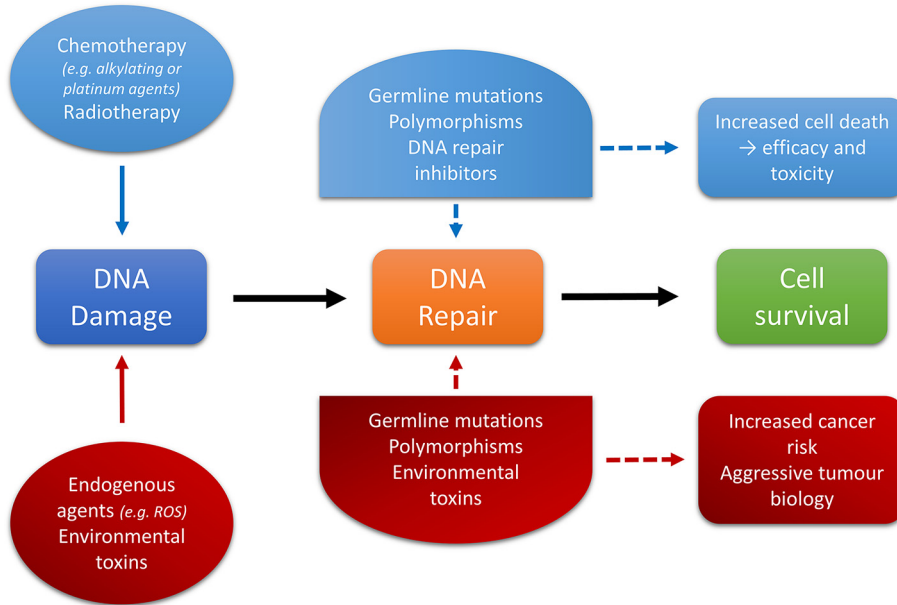 Chemotherapy
(e.g. alkylating or
platinum agents)
Radiotherapy
Germline mutations
Polymorphisms
DNA repair
inhibitors
Increased cell death
→ efficacy and
toxicity
DNA
Damage
DNA
Repair
Cell
survival
Endogenous
agents (e.g. ROS)
Environmental
toxins
Germline mutations
Polymorphisms
Environmental
toxins
Increased cancer
risk
Aggressive tumour
biology